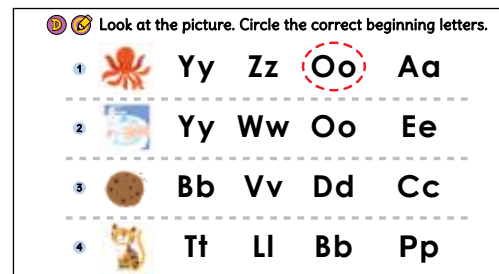 D Look at the picture. Circle the correct beginning letters.
1 Yy Zz Oo Aa
2 Yy Ww Oo Ee
3 Bb Vv Dd Cc
4 Tt Ll Bb Pp